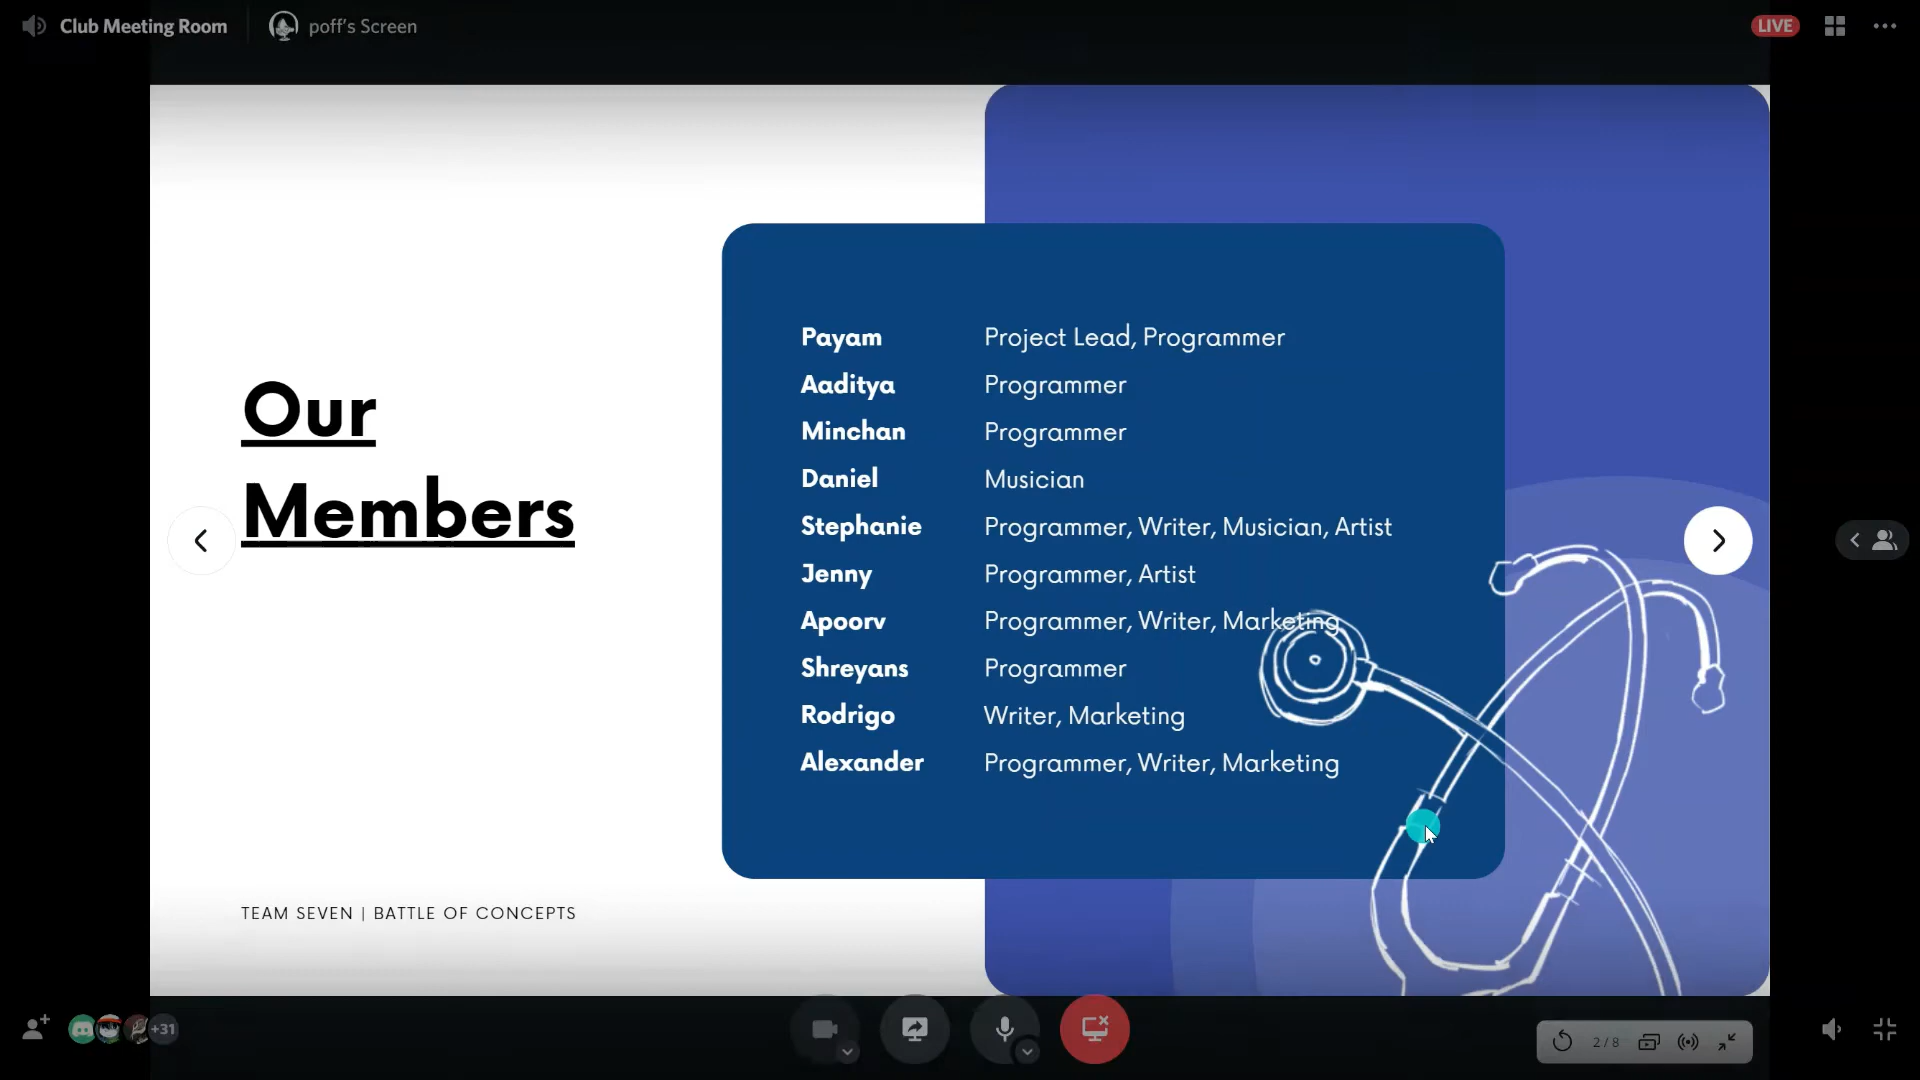 Club Meeting Room
poff's Screen
LIVE
Our
Members
Payam Project Lead, Programmer
Aaditya Programmer
Minchan Programmer
Daniel Musician
Stephanie Programmer, Writer, Musician, Artist
Jenny Programmer, Artist
Apoorv Programmer, Writer, Marketing
Shreyans Programmer
Rodrigo Writer, Marketing
Alexander Programmer, Writer, Marketing
TEAM SEVEN | BATTLE OF CONCEPTS
+31
2 / 8